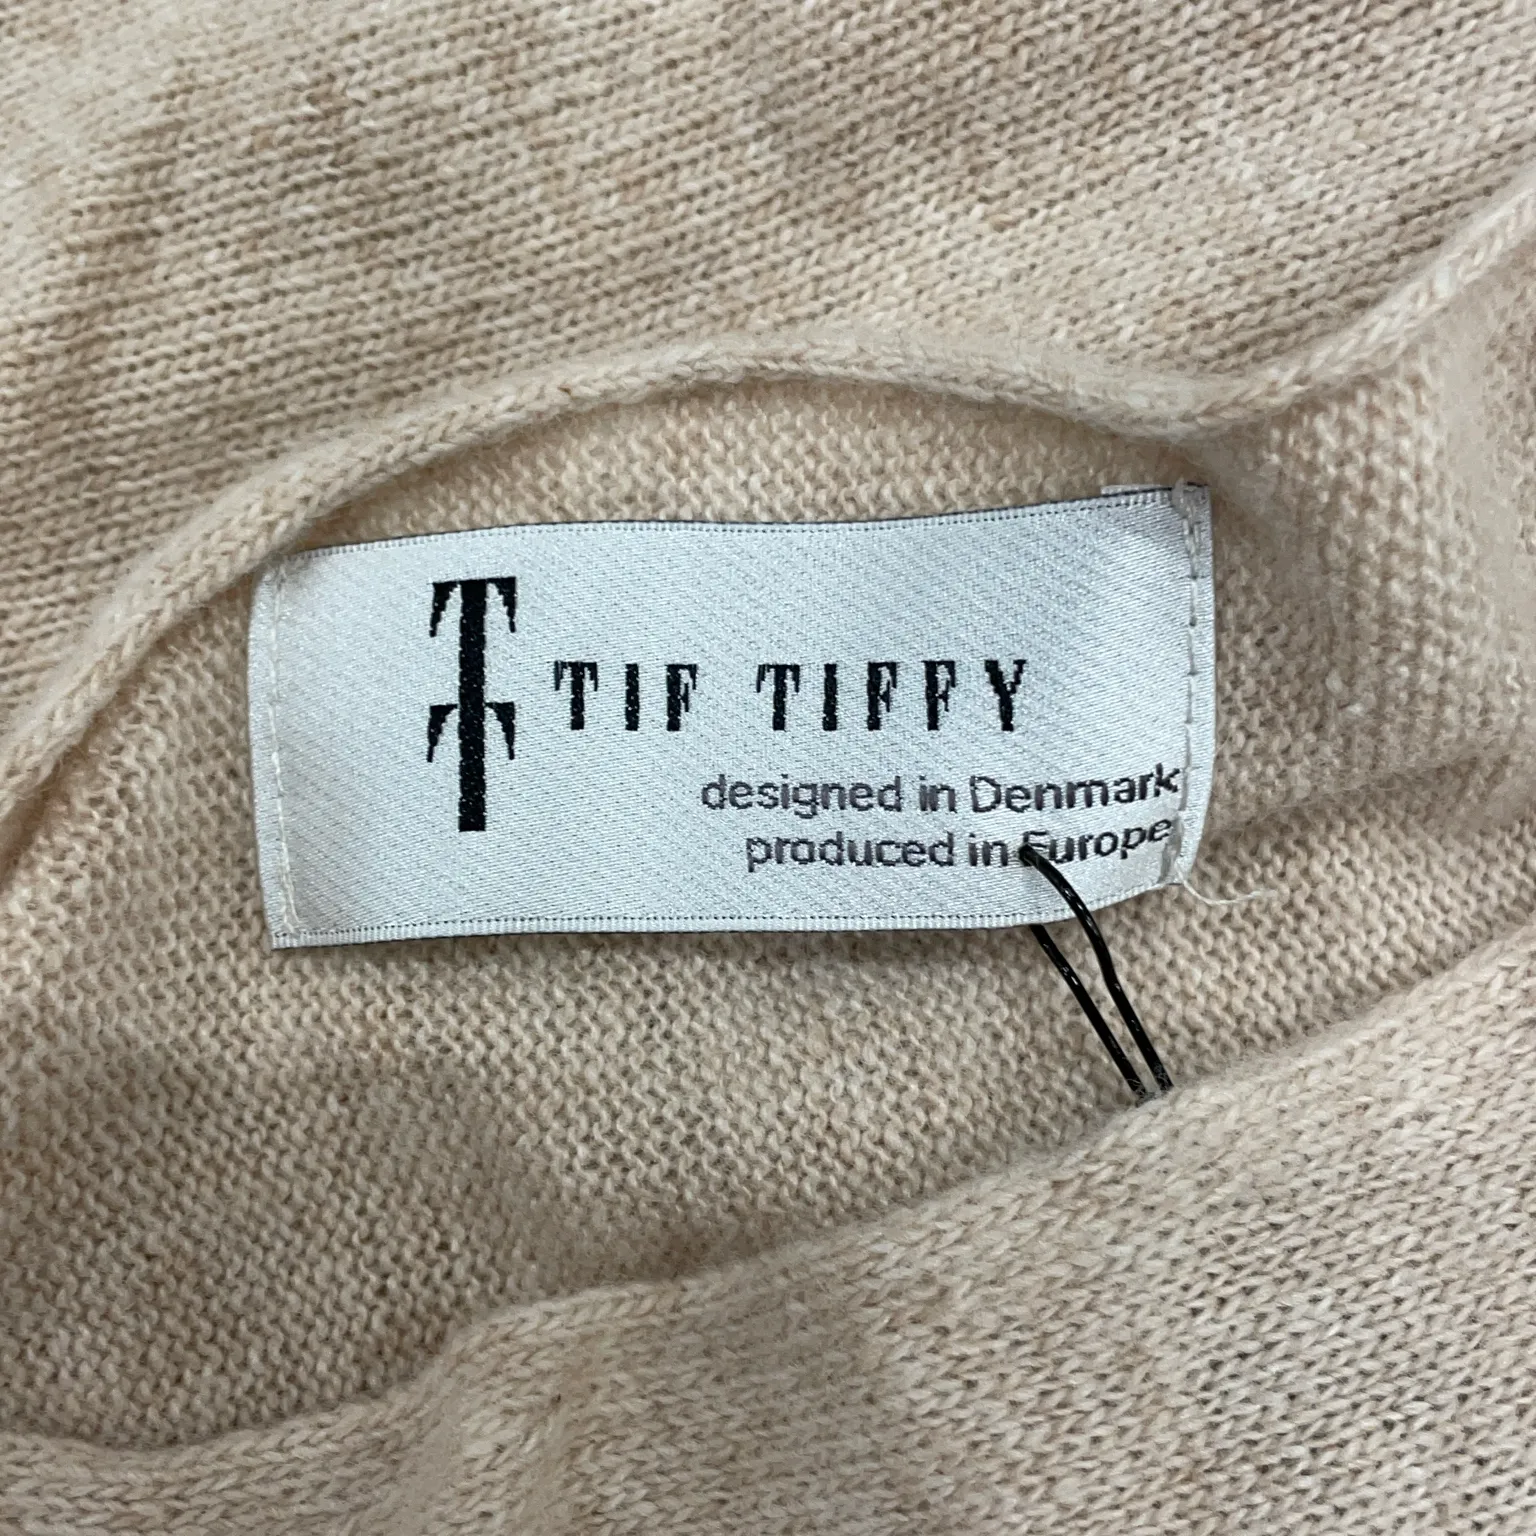 TIF TIFFY
designed in Denmark
produced in Europe